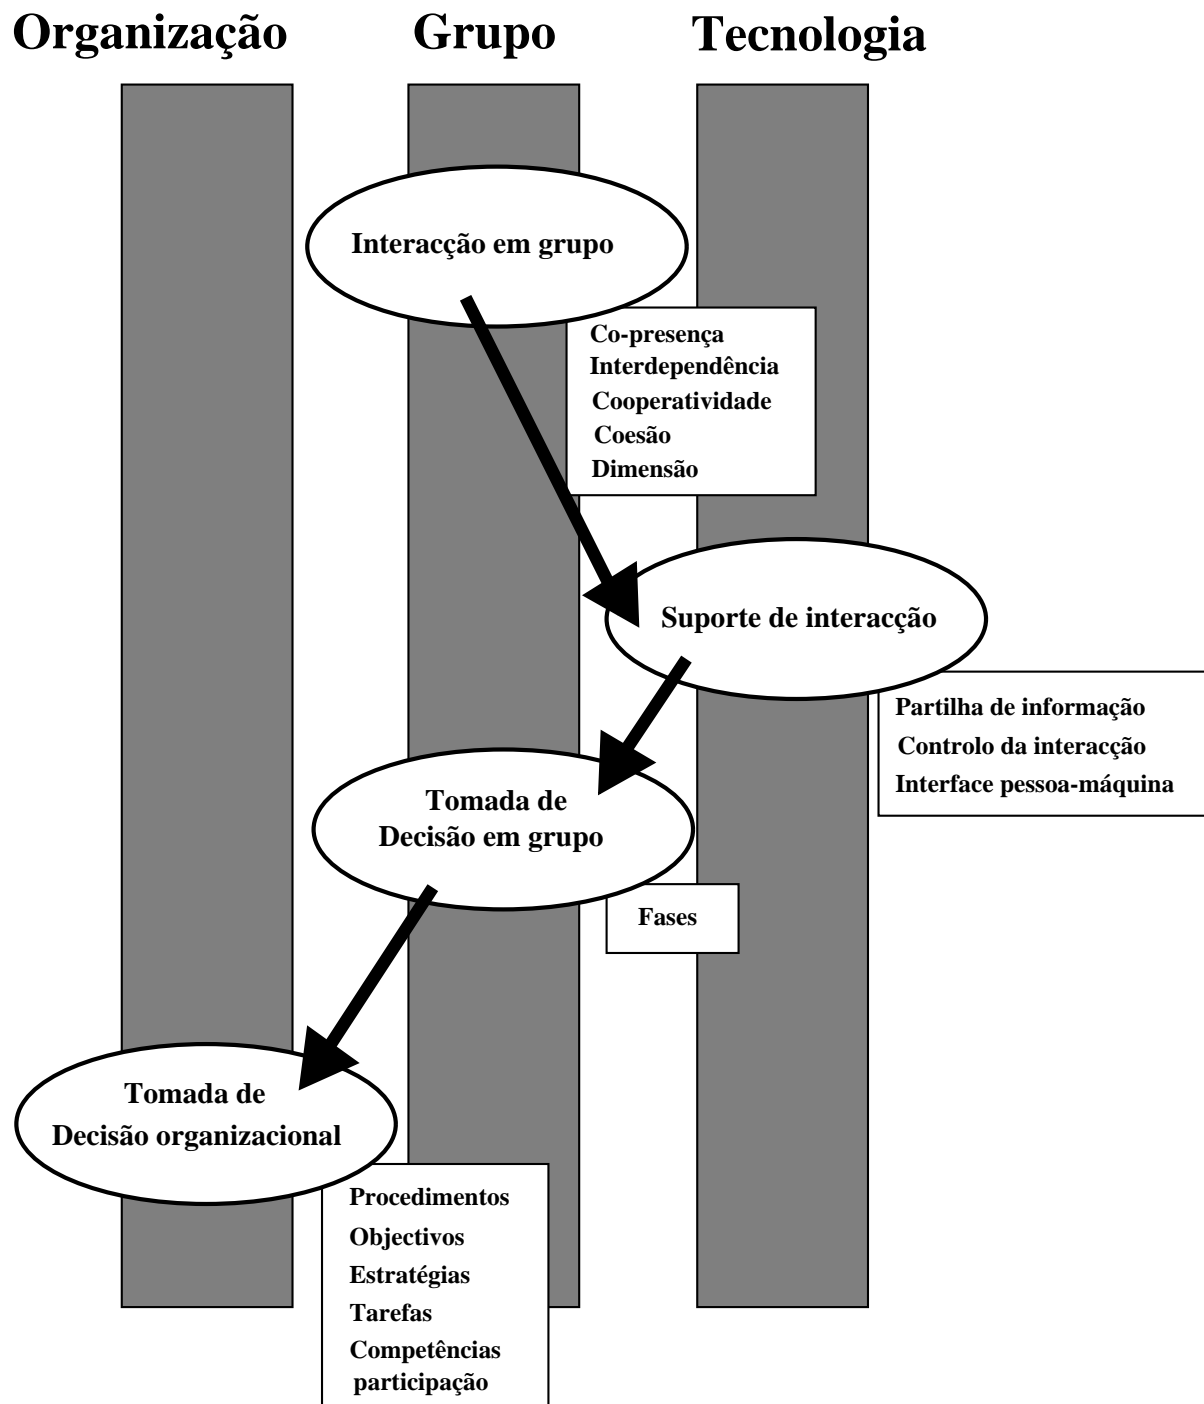 Organização
Grupo
Tecnologia
Interacção em grupo
Co-presença
Interdependência
Cooperatividade
Coesão
Dimensão
Suporte de interacção
Partilha de informação
Controlo da interacção
Interface pessoa-máquina
Tomada de
Decisão em grupo
Fases
Tomada de
Decisão organizacional
Procedimentos
Objectivos
Estratégias
Tarefas
Competências
participação